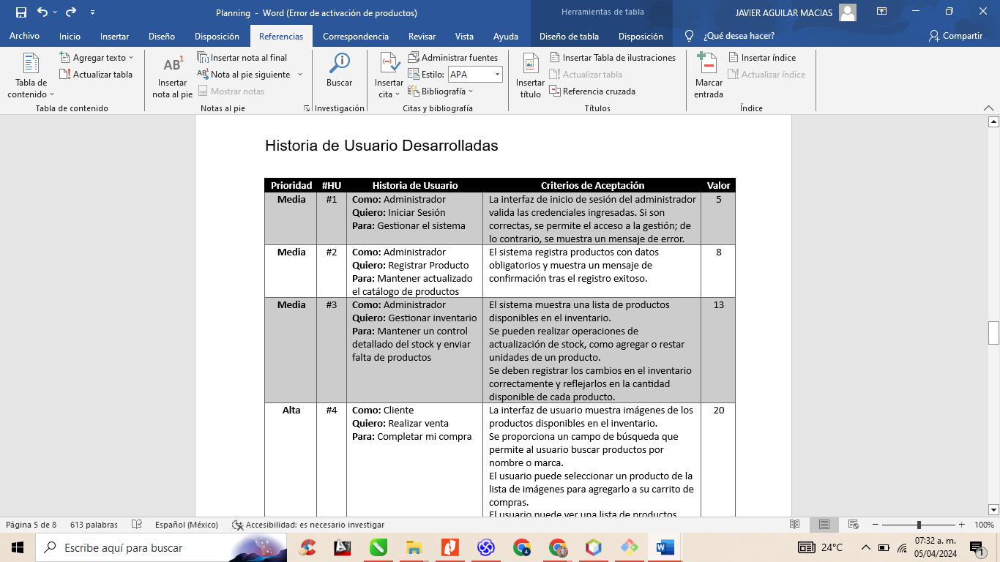 Planning - Word (Error de activación de productos)
Herramientas de tabla
JAVIER AGUILAR MACIAS
Archivo Inicio Insertar Diseño Disposición Referencias Correspondencia Revisar Vista Ayuda Diseño de tabla Disposición ¿Qué desea hacer? Compartir
Tabla de contenido
Agregar texto
Actualizar tabla
Tabla de contenido
AB1
Insertar nota al pie
Insertar nota al final
AB1 Nota al pie siguiente
Mostrar notas
Notas al pie
Buscar
Investigación
Insertar cita
Administrar fuentes
Estilo: APA
Bibliografía
Citas y bibliografía
Insertar título
Insertar Tabla de ilustraciones
Actualizar tabla
Referencia cruzada
Títulos
Marcar entrada
Insertar índice
Actualizar índice
Índice
Historia de Usuario Desarrolladas
Prioridad #HU Historia de Usuario Criterios de Aceptación Valor
Media #1 Como: Administrador La interfaz de inicio de sesión del administrador 5
Quiero: Iniciar Sesión valida las credenciales ingresadas. Si son
Para: Gestionar el sistema correctas, se permite el acceso a la gestión; de
lo contrario, se muestra un mensaje de error.
Media #2 Como: Administrador El sistema registra productos con datos 8
Quiero: Registrar Producto obligatorios y muestra un mensaje de
Para: Mantener actualizado confirmación tras el registro exitoso.
el catálogo de productos
Media #3 Como: Administrador El sistema muestra una lista de productos 13
Quiero: Gestionar inventario disponibles en el inventario.
Para: Mantener un control Se pueden realizar operaciones de
detallado del stock y enviar actualización de stock, como agregar o restar
falta de productos unidades de un producto.
Se deben registrar los cambios en el inventario
correctamente y reflejarlos en la cantidad
disponible de cada producto.
Alta #4 Como: Cliente La interfaz de usuario muestra imágenes de los 20
Quiero: Realizar venta productos disponibles en el inventario.
Para: Completar mi compra Se proporciona un campo de búsqueda que
permite al usuario buscar productos por
nombre o marca.
El usuario puede seleccionar un producto de la
lista de imágenes para agregarlo a su carrito de
compras.
El usuario puede ver una lista de productos
Página 5 de 8 613 palabras Español (México) Accesibilidad: es necesario investigar 100%
Escribe aquí para buscar
24°C
07:32 a. m.
05/04/2024
1